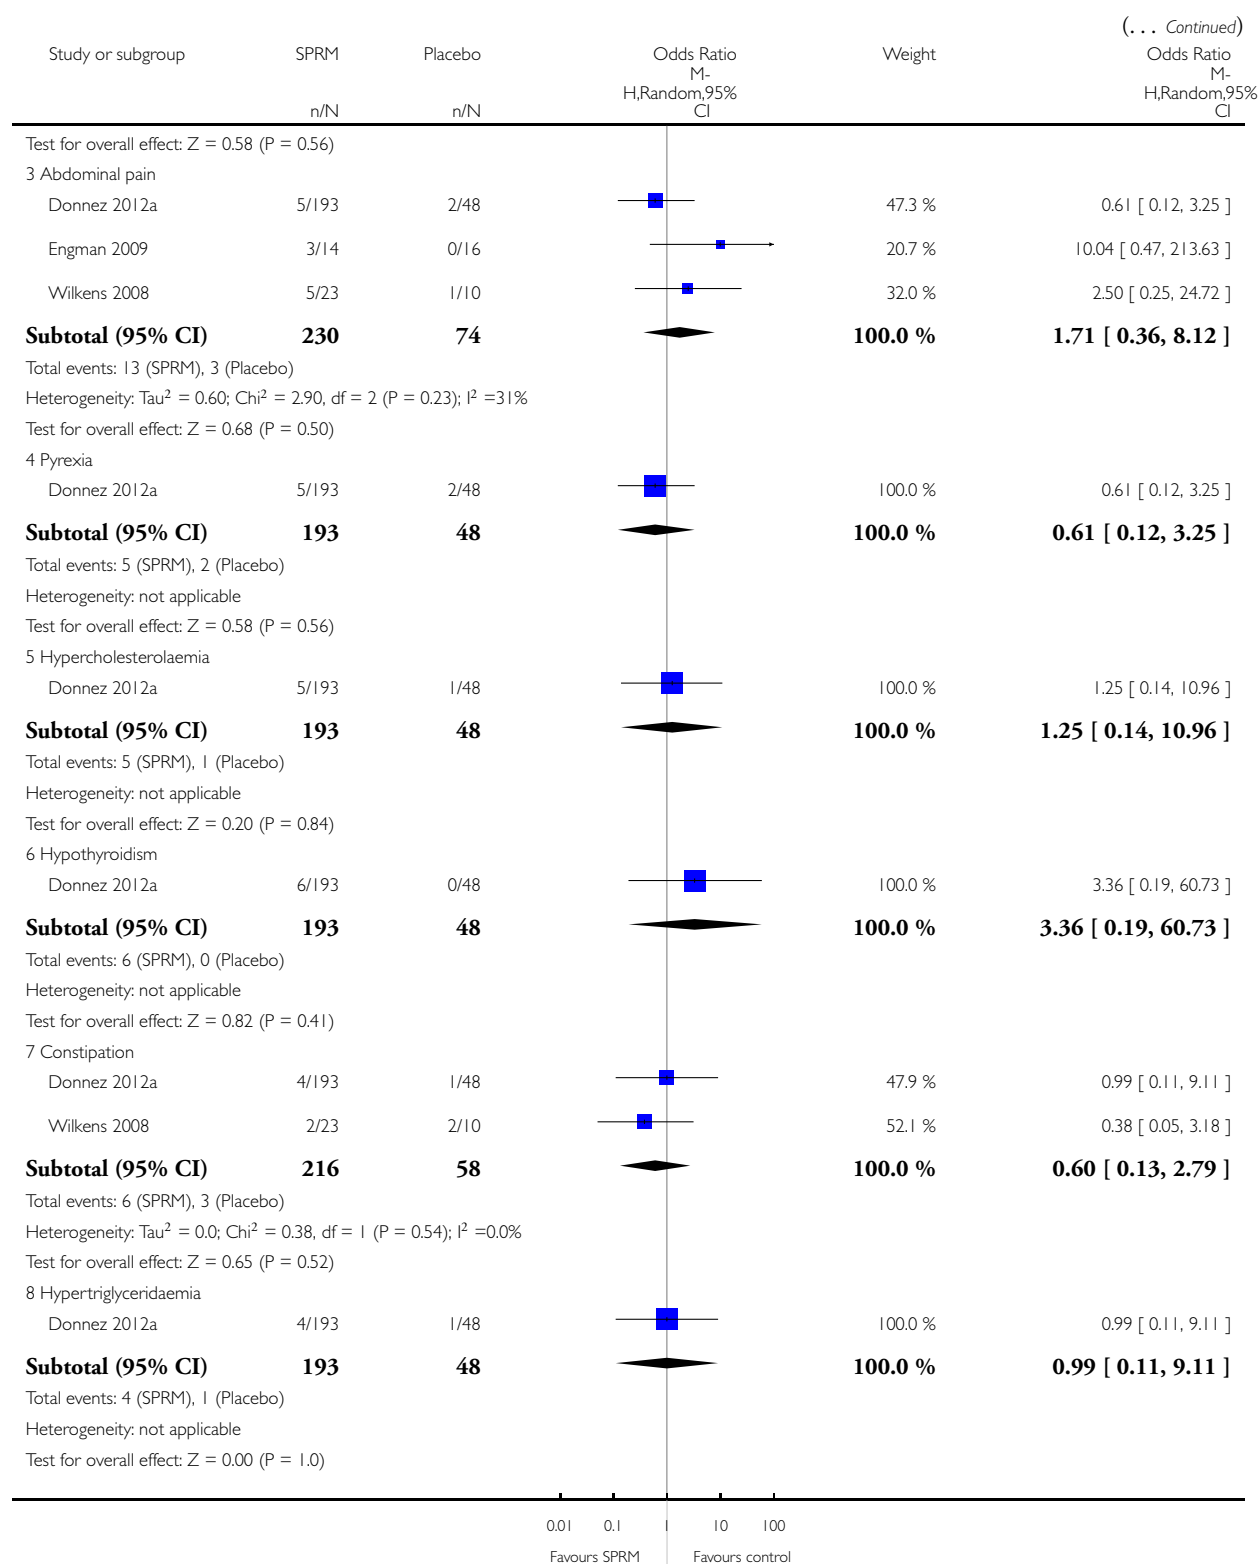 (... Continued)
Study or subgroup SPRM Placebo Odds Ratio Weight Odds Ratio
M- M-
H,Random,95% H,Random,95%
n/N n/N CI CI
Test for overall effect: Z = 0.58 (P = 0.56)
3 Abdominal pain
Donnez 2012a 5/193 2/48 47.3 % 0.61 [ 0.12, 3.25 ]
Engman 2009 3/14 0/16 20.7 % 10.04 [ 0.47, 213.63 ]
Wilkens 2008 5/23 1/10 32.0 % 2.50 [ 0.25, 24.72 ]
Subtotal (95% CI) 230 74 100.0 % 1.71 [ 0.36, 8.12 ]
Total events: 13 (SPRM), 3 (Placebo)
Heterogeneity: Tau² = 0.60; Chi² = 2.90, df = 2 (P = 0.23); I² =31%
Test for overall effect: Z = 0.68 (P = 0.50)
4 Pyrexia
Donnez 2012a 5/193 2/48 100.0 % 0.61 [ 0.12, 3.25 ]
Subtotal (95% CI) 193 48 100.0 % 0.61 [ 0.12, 3.25 ]
Total events: 5 (SPRM), 2 (Placebo)
Heterogeneity: not applicable
Test for overall effect: Z = 0.58 (P = 0.56)
5 Hypercholesterolaemia
Donnez 2012a 5/193 1/48 100.0 % 1.25 [ 0.14, 10.96 ]
Subtotal (95% CI) 193 48 100.0 % 1.25 [ 0.14, 10.96 ]
Total events: 5 (SPRM), 1 (Placebo)
Heterogeneity: not applicable
Test for overall effect: Z = 0.20 (P = 0.84)
6 Hypothyroidism
Donnez 2012a 6/193 0/48 100.0 % 3.36 [ 0.19, 60.73 ]
Subtotal (95% CI) 193 48 100.0 % 3.36 [ 0.19, 60.73 ]
Total events: 6 (SPRM), 0 (Placebo)
Heterogeneity: not applicable
Test for overall effect: Z = 0.82 (P = 0.41)
7 Constipation
Donnez 2012a 4/193 1/48 47.9 % 0.99 [ 0.11, 9.11 ]
Wilkens 2008 2/23 2/10 52.1 % 0.38 [ 0.05, 3.18 ]
Subtotal (95% CI) 216 58 100.0 % 0.60 [ 0.13, 2.79 ]
Total events: 6 (SPRM), 3 (Placebo)
Heterogeneity: Tau² = 0.0; Chi² = 0.38, df = 1 (P = 0.54); I² =0.0%
Test for overall effect: Z = 0.65 (P = 0.52)
8 Hypertriglyceridaemia
Donnez 2012a 4/193 1/48 100.0 % 0.99 [ 0.11, 9.11 ]
Subtotal (95% CI) 193 48 100.0 % 0.99 [ 0.11, 9.11 ]
Total events: 4 (SPRM), 1 (Placebo)
Heterogeneity: not applicable
Test for overall effect: Z = 0.00 (P = 1.0)
0.01 0.1 1 10 100
Favours SPRM Favours control